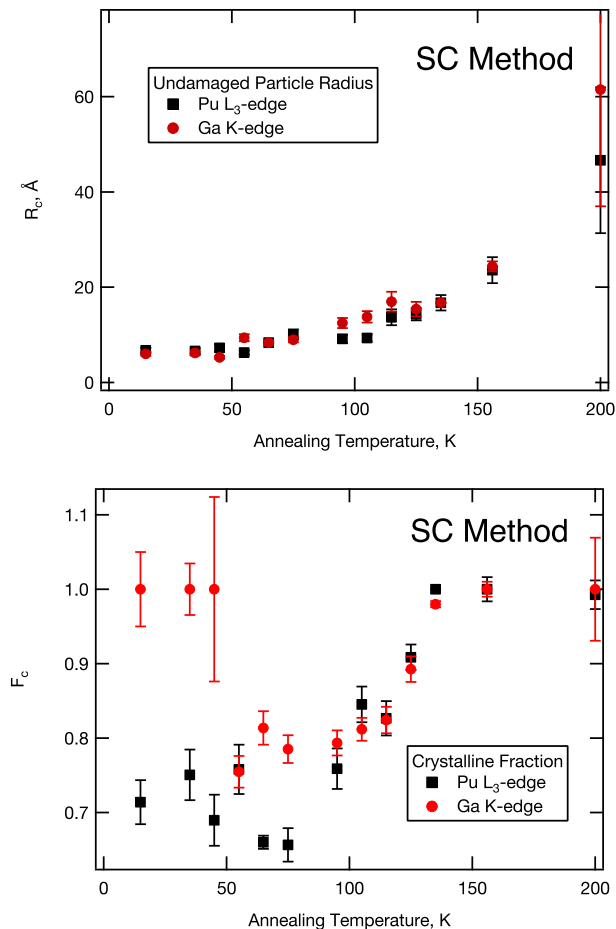 SC Method
Undamaged Particle Radius
Pu L₃-edge
Ga K-edge
60
40
20
0
R_c, Å
0 50 100 150 200
Annealing Temperature, K
SC Method
1.1
1.0
0.9
0.8
0.7
F_c
Crystalline Fraction
Pu L₃-edge
Ga K-edge
0 50 100 150 200
Annealing Temperature, K